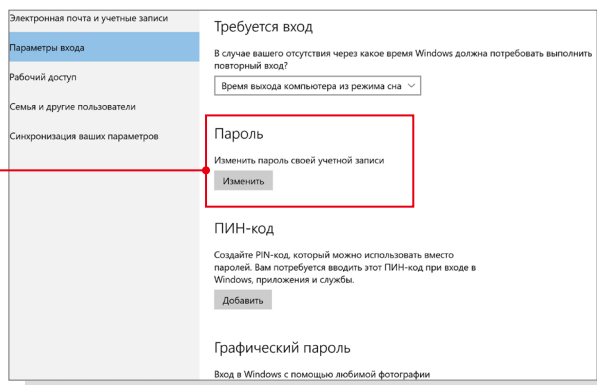 Электронная почта и учетные записи
Параметры входа
Рабочий доступ
Семья и другие пользователи
Синхронизация ваших параметров
Требуется вход
В случае вашего отсутствия через какое время Windows должна потребовать выполнить
повторный вход?
Время выхода компьютера из режима сна
Пароль
Изменить пароль своей учетной записи
Изменить
ПИН-код
Создайте PIN-код, который можно использовать вместо
паролей. Вам потребуется вводить этот ПИН-код при входе в
Windows, приложения и службы.
Добавить
Графический пароль
Вход в Windows с помощью любимой фотографии